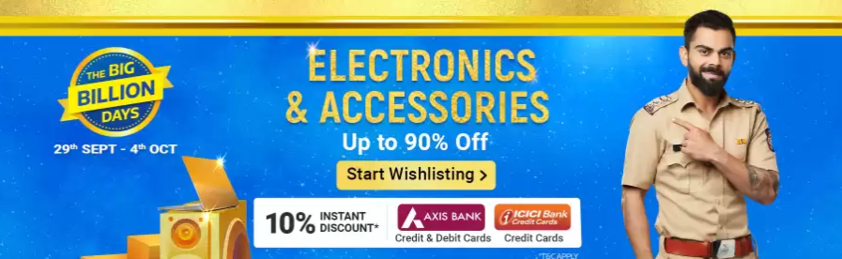 THE BIG
BILLION
DAYS
29th SEPT - 4th OCT
ELECTRONICS
& ACCESSORIES
Up to 90% Off
Start Wishlisting >
10% INSTANT
DISCOUNT*
AXIS BANK
Credit & Debit Cards
ICICI Bank
Credit Cards
Credit Cards
*T&C APPLY